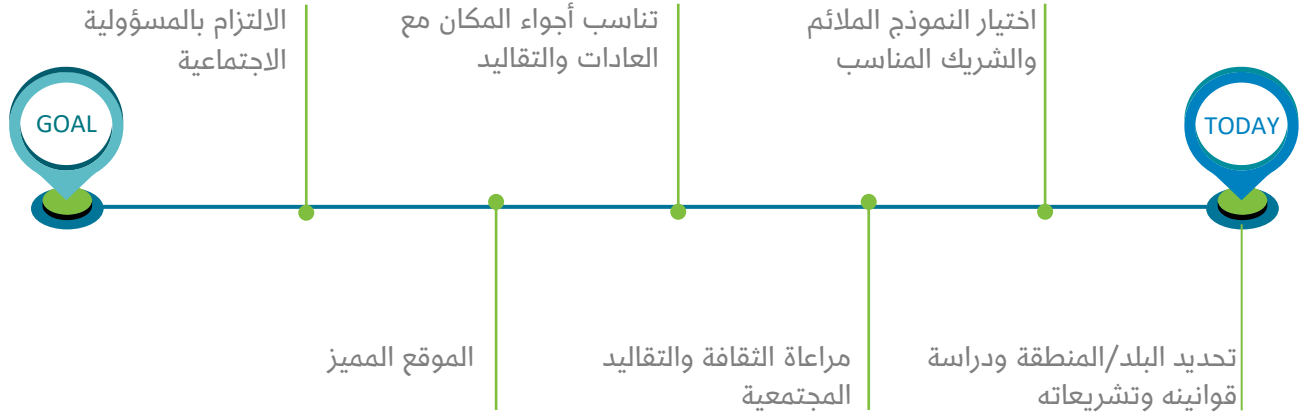 TODAY
تحديد البلد/المنطقة ودراسة
قوانينه وتشريعاته
اختيار النموذج الملائم
والشريك المناسب
مراعاة الثقافة والتقاليد
المجتمعية
تناسب أجواء المكان مع
العادات والتقاليد
الموقع المميز
الالتزام بالمسؤولية
الاجتماعية
GOAL